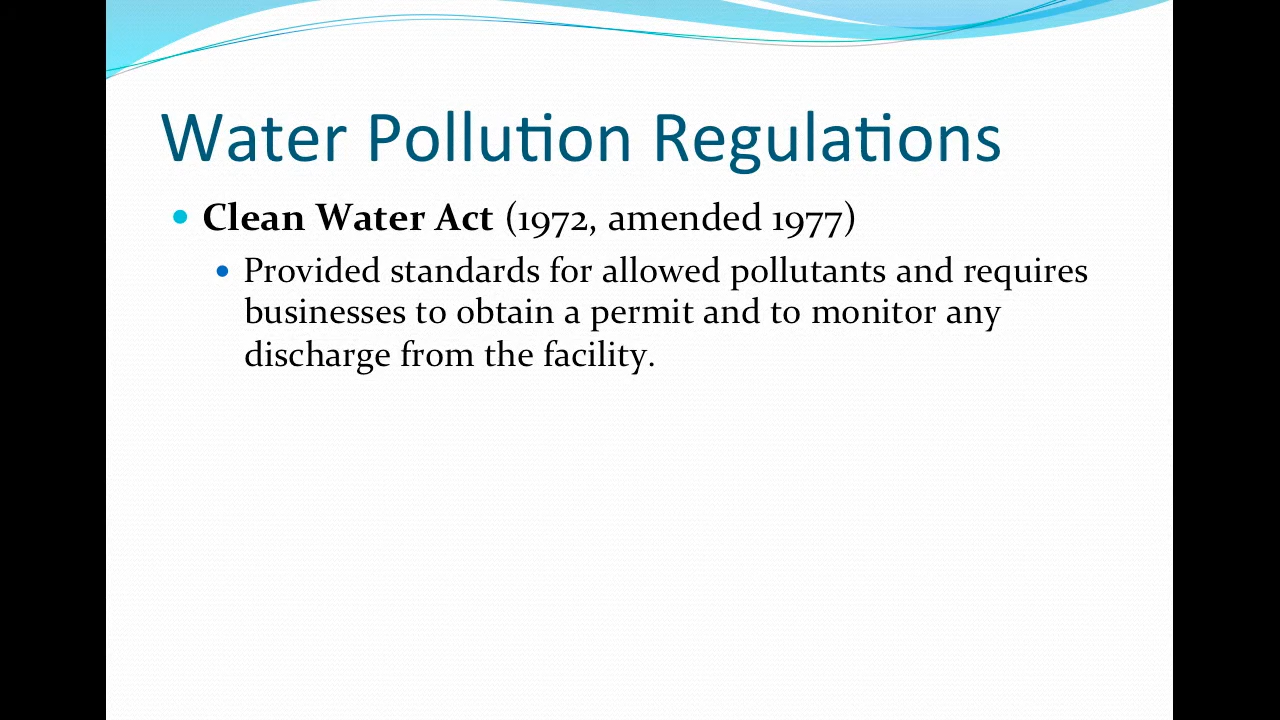 Water Pollution Regulations
• Clean Water Act (1972, amended 1977)
• Provided standards for allowed pollutants and requires
businesses to obtain a permit and to monitor any
discharge from the facility.